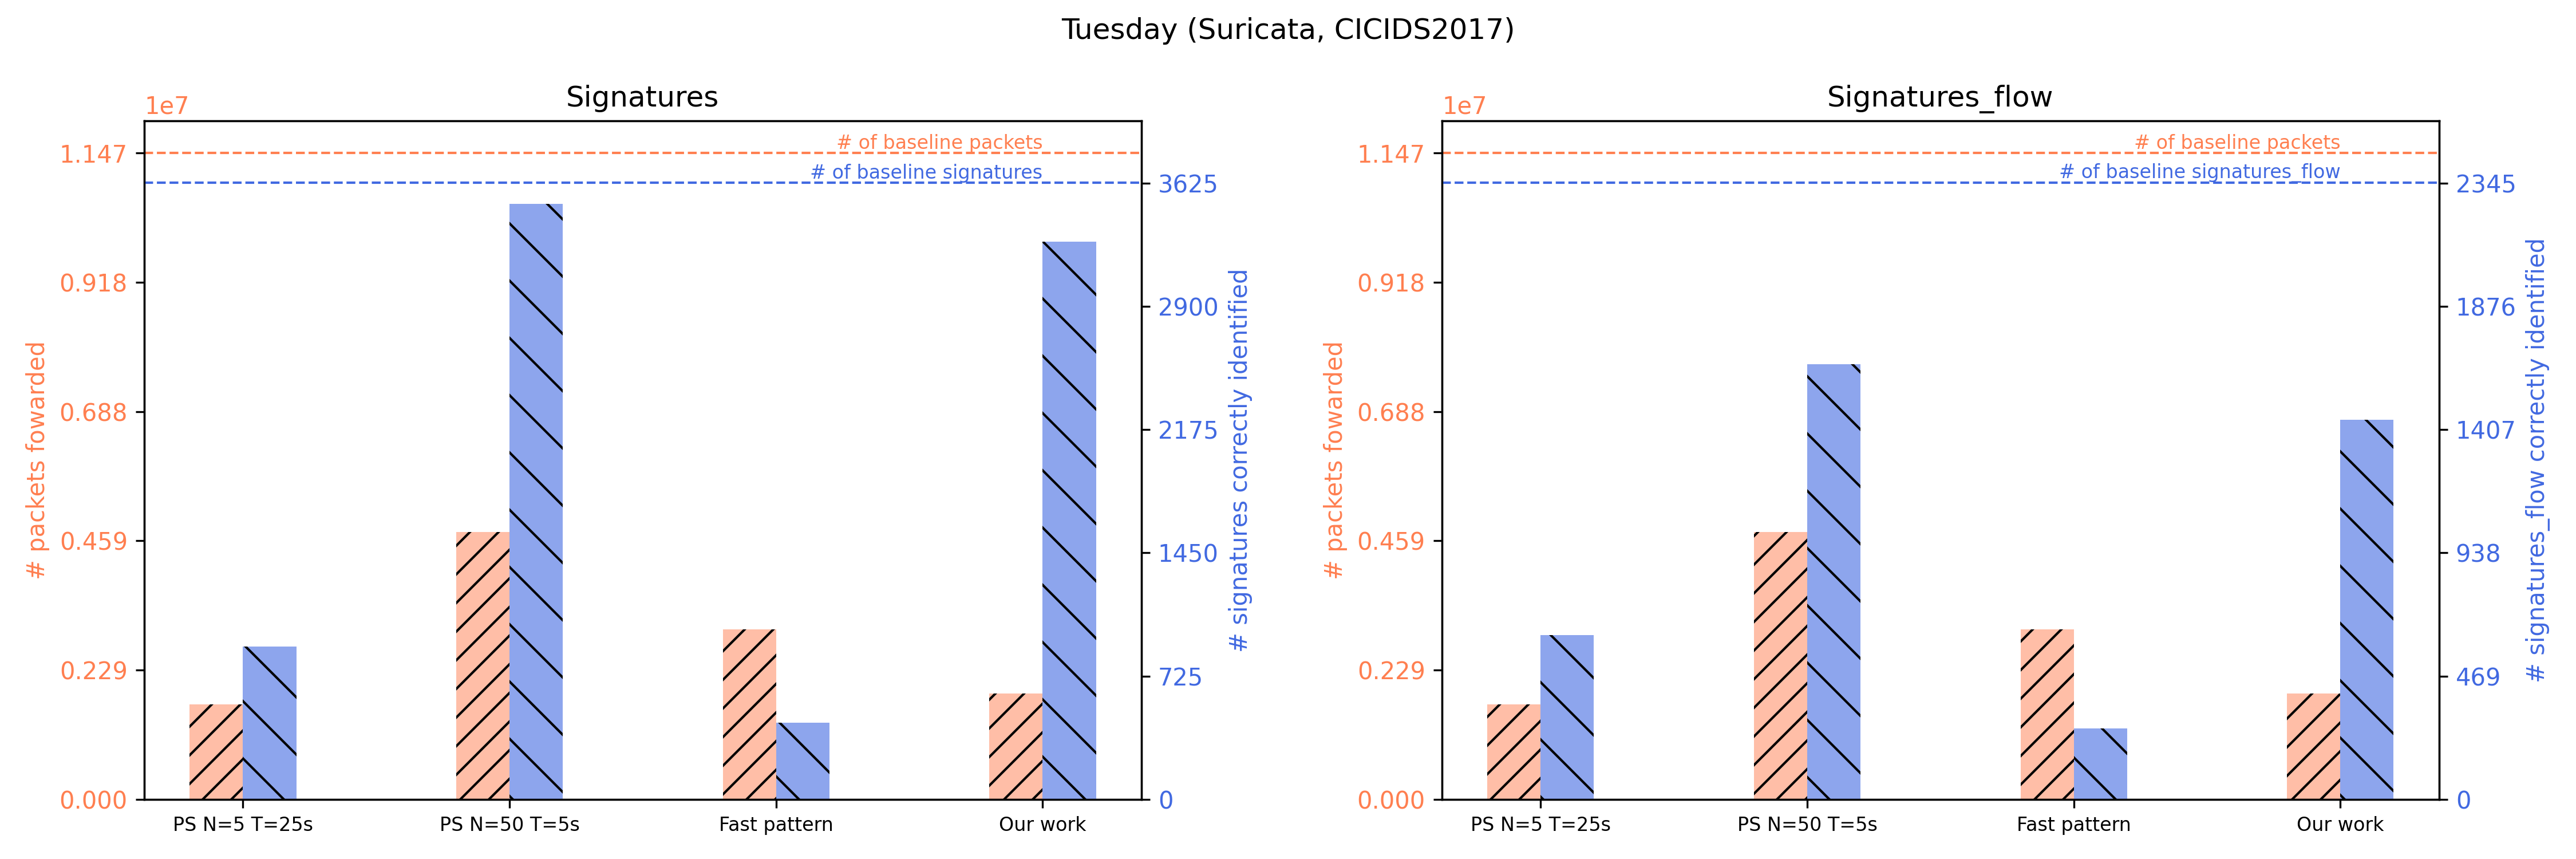 Tuesday (Suricata, CICIDS2017)
Signatures
1e7
# of baseline packets
# of baseline signatures
1.147
0.918
0.688
0.459
0.229
0.000
# packets fowarded
3625
2900
2175
1450
725
0
# signatures correctly identified
PS N=5 T=25s
PS N=50 T=5s
Fast pattern
Our work
Signatures_flow
1e7
# of baseline packets
# of baseline signatures_flow
1.147
0.918
0.688
0.459
0.229
0.000
# packets fowarded
2345
1876
1407
938
469
0
# signatures_flow correctly identified
PS N=5 T=25s
PS N=50 T=5s
Fast pattern
Our work